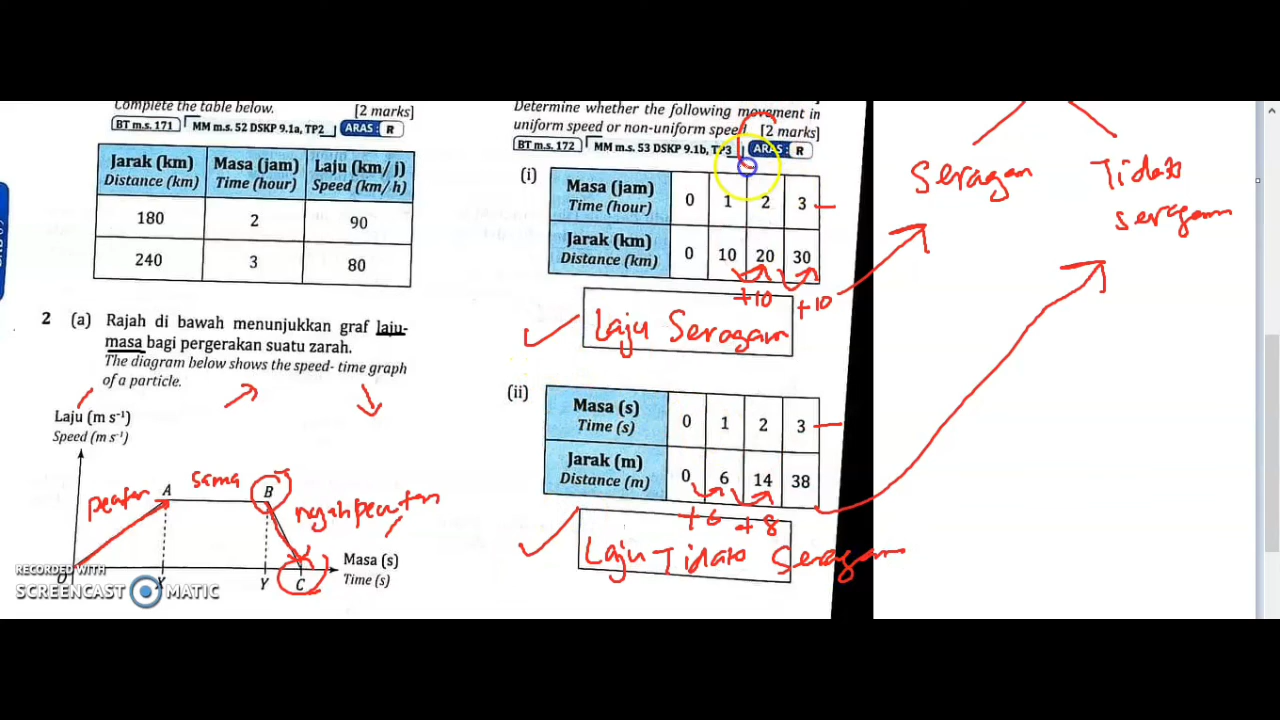 Complete the table below.
[2 marks]
BT m.s. 171 MM m.s. 52 DSKP 9.1a, TP2 ARAS : R
Jarak (km) Masa (jam) Laju (km/ j)
Distance (km) Time (hour) Speed (km/ h)
180 2 90
240 3 80
2 (a) Rajah di bawah menunjukkan graf laju-
masa bagi pergerakan suatu zarah.
The diagram below shows the speed- time graph
of a particle.
Laju (m s⁻¹)
Speed (m s⁻¹)
pecutan A sama B
nyahpecutan
Masa (s)
Time (s)
O X Y C
RECORDED WITH
SCREENCAST MATIC
Determine whether the following movement in
uniform speed or non-uniform speed
[2 marks]
BT m.s. 172 MM m.s. 53 DSKP 9.1b, TP3 ARAS : R
(i)
Masa (jam) 0 1 2 3
Time (hour)
Jarak (km) 0 10 20 30
Distance (km)
+10 +10
Laju Seragam
(ii)
Masa (s) 0 1 2 3
Time (s)
Jarak (m) 0 6 14 38
Distance (m)
+6 +8
Laju Tidak Seragam
Seragam Tidak
seragam